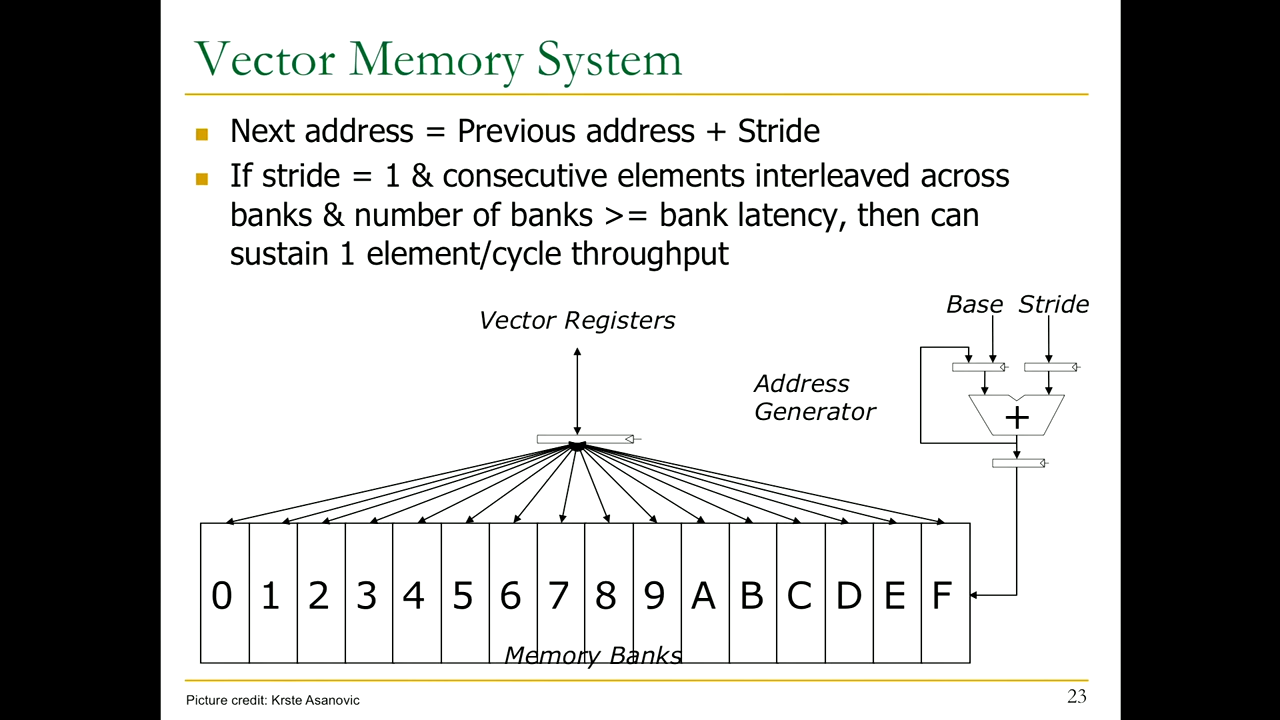 Vector Memory System
Next address = Previous address + Stride
If stride = 1 & consecutive elements interleaved across
banks & number of banks >= bank latency, then can
sustain 1 element/cycle throughput
Base Stride
Vector Registers
Address
Generator
+
0 1 2 3 4 5 6 7 8 9 A B C D E F
Memory Banks
Picture credit: Krste Asanovic
23